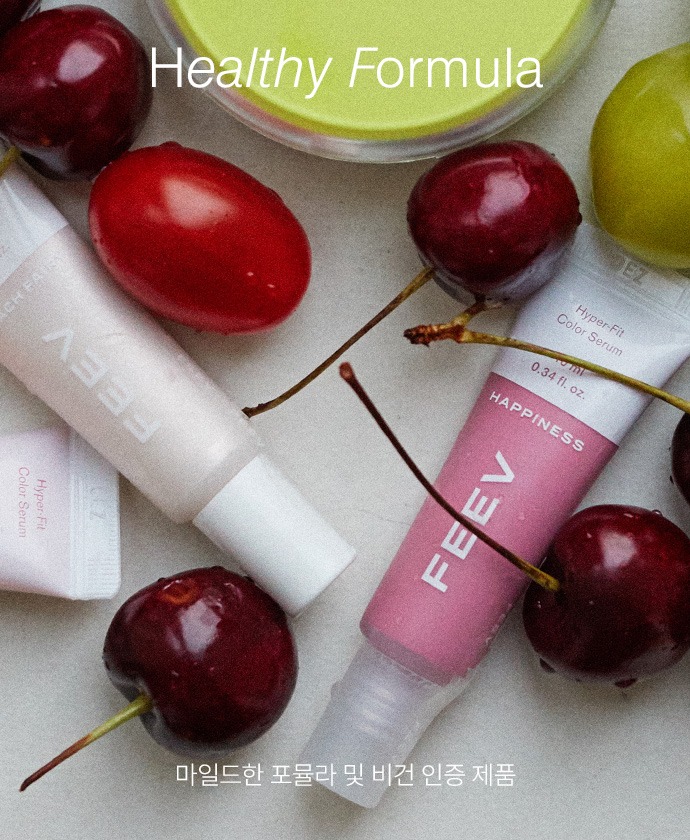 Healthy Formula
FEEV
Hyper-Fit
Color Serum
EZ
Hyper-Fit
Color Serum
0.34 fl. oz.
HAPPINESS
FEEV
마일드한 포뮬라 및 비건 인증 제품